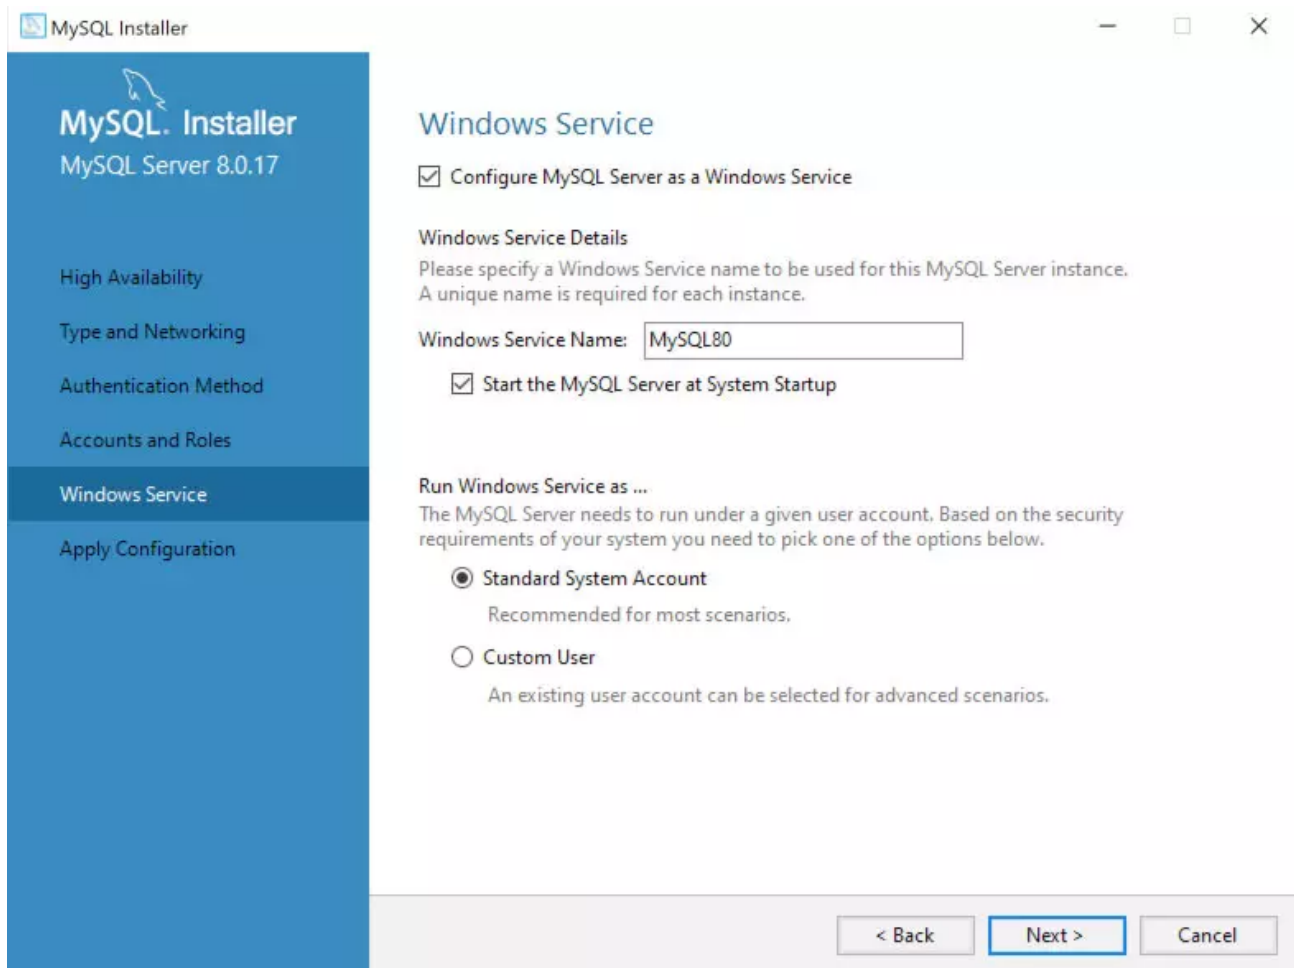 MySQL Installer
MySQL. Installer
MySQL Server 8.0.17
High Availability
Type and Networking
Authentication Method
Accounts and Roles
Windows Service
Apply Configuration
Windows Service
Configure MySQL Server as a Windows Service
Windows Service Details
Please specify a Windows Service name to be used for this MySQL Server instance.
A unique name is required for each instance.
Windows Service Name: MySQL80
Start the MySQL Server at System Startup
Run Windows Service as ...
The MySQL Server needs to run under a given user account. Based on the security
requirements of your system you need to pick one of the options below.
Standard System Account
Recommended for most scenarios.
Custom User
An existing user account can be selected for advanced scenarios.
< Back Next > Cancel